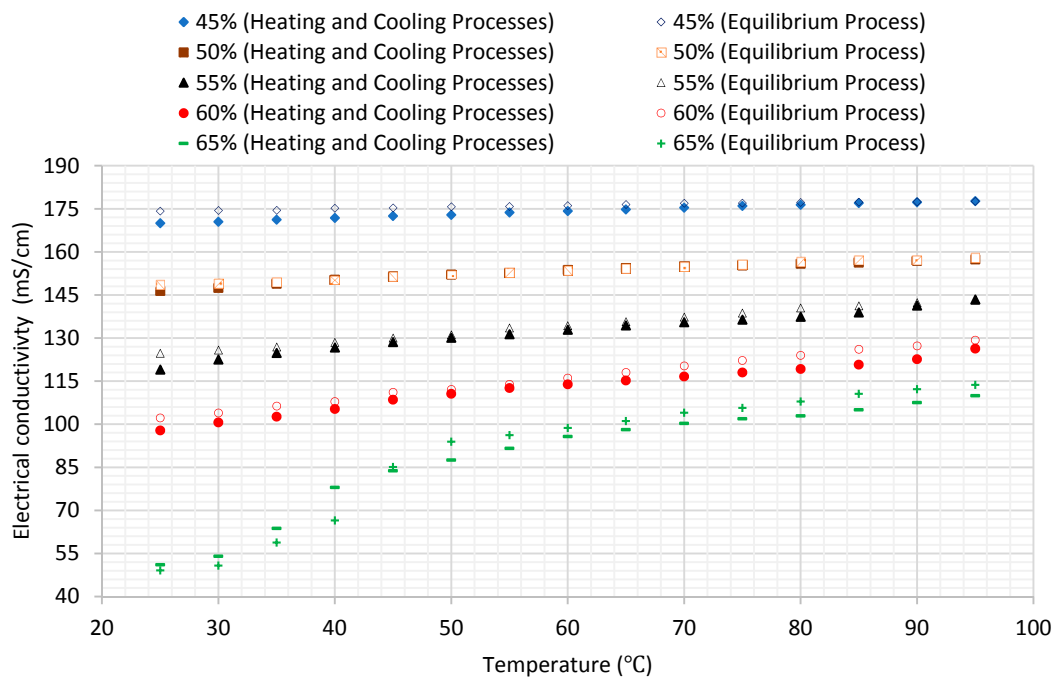 45% (Heating and Cooling Processes) 45% (Equilibrium Process)
50% (Heating and Cooling Processes) 50% (Equilibrium Process)
55% (Heating and Cooling Processes) 55% (Equilibrium Process)
60% (Heating and Cooling Processes) 60% (Equilibrium Process)
65% (Heating and Cooling Processes) 65% (Equilibrium Process)
190
175
160
145
130
115
100
85
70
55
40
Electrical conductivivty (mS/cm)
20 30 40 50 60 70 80 90 100
Temperature (℃)